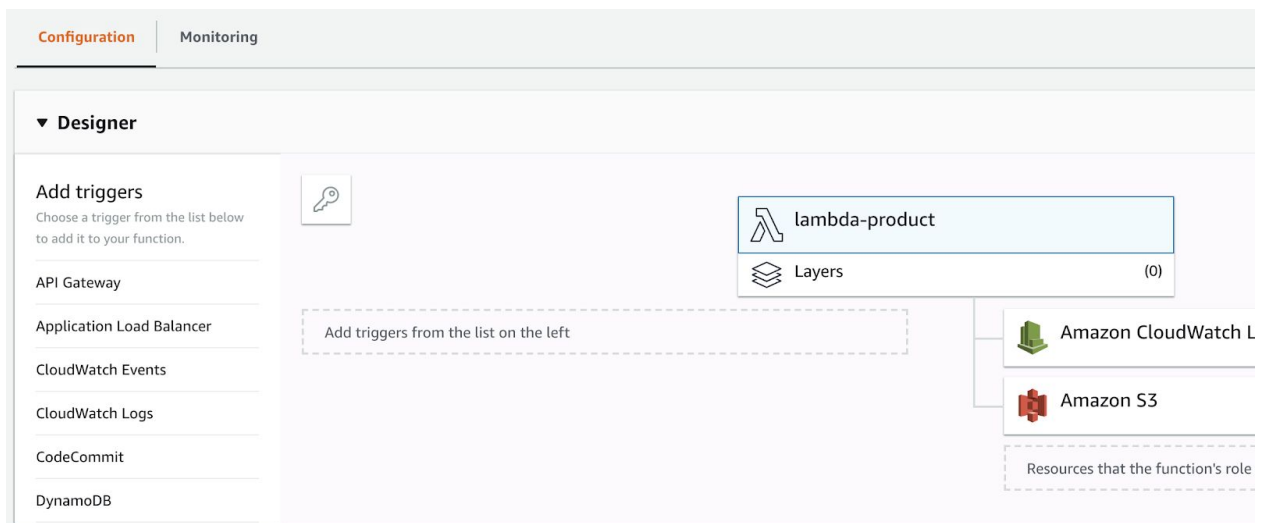 Configuration
Monitoring
Designer
Add triggers
Choose a trigger from the list below
to add it to your function.
API Gateway
Application Load Balancer
CloudWatch Events
CloudWatch Logs
CodeCommit
DynamoDB
Add triggers from the list on the left
lambda-product
Layers
(0)
Amazon CloudWatch L
Amazon S3
Resources that the function's role